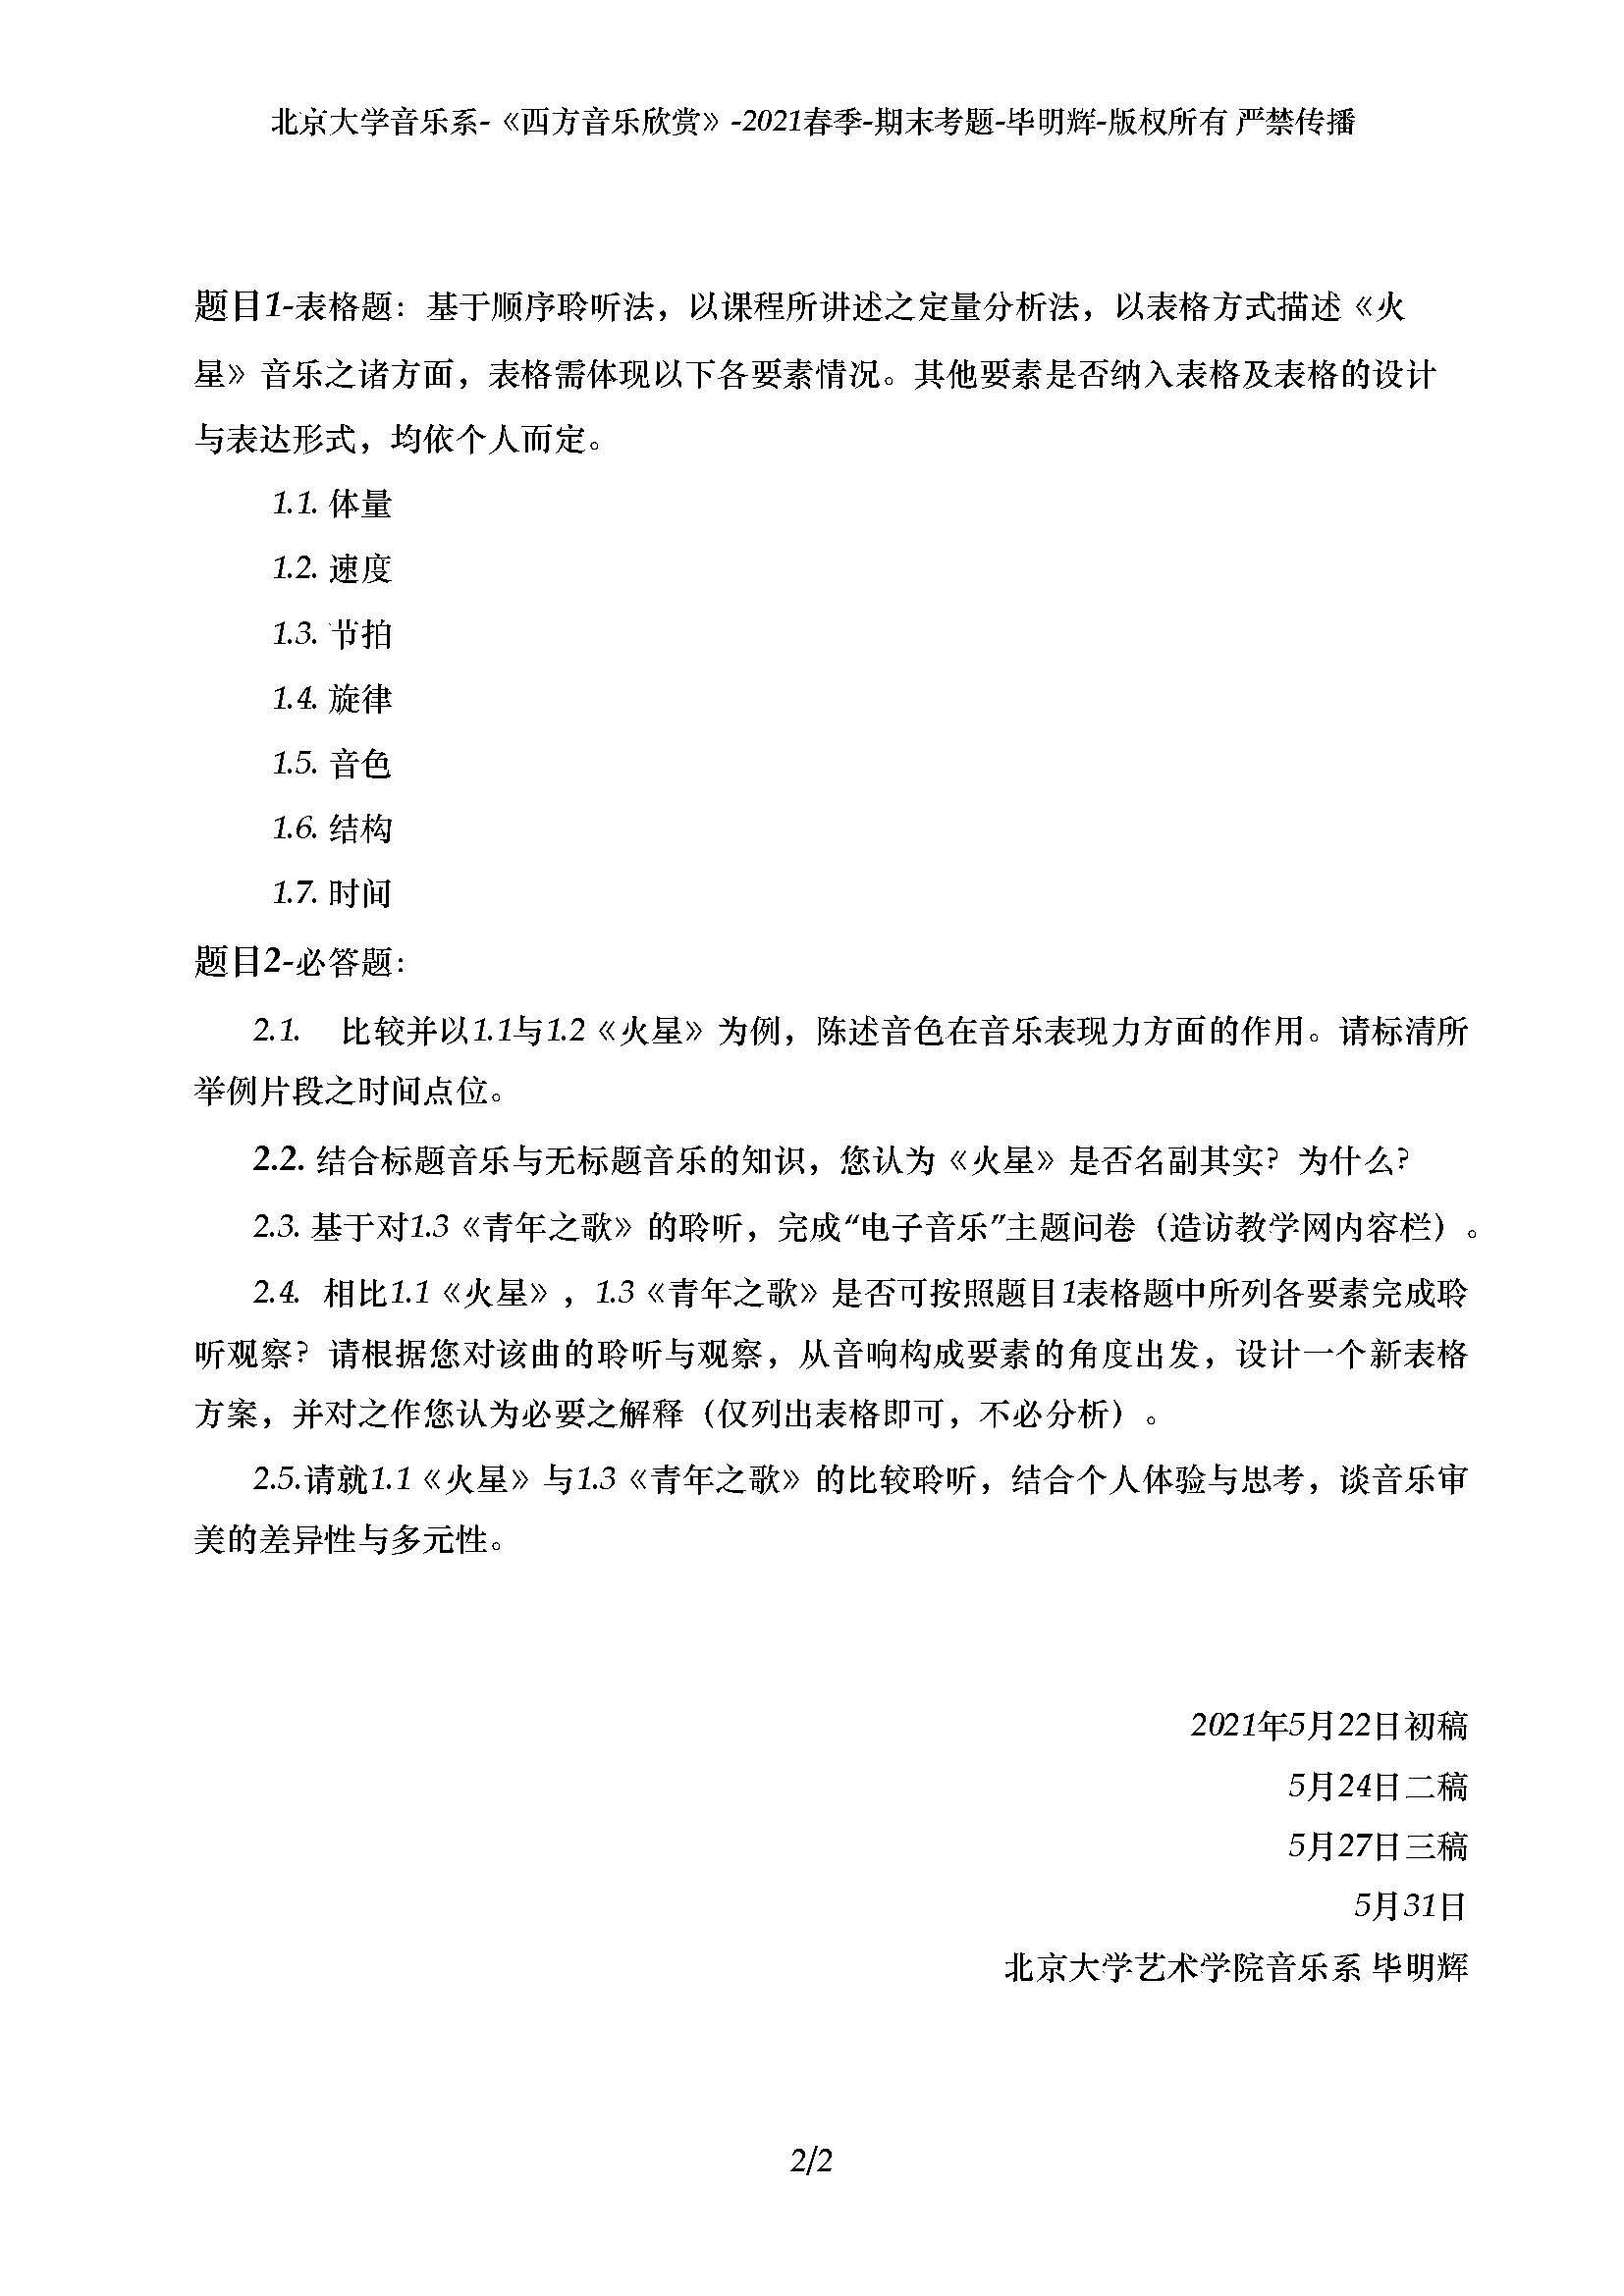 北京大学音乐系-《西方音乐欣赏》-2021春季-期末考题-毕明辉-版权所有 严禁传播
题目1-表格题：基于顺序聆听法，以课程所讲述之定量分析法，以表格方式描述《火
星》音乐之诸方面，表格需体现以下各要素情况。其他要素是否纳入表格及表格的设计
与表达形式，均依个人而定。
1.1. 体量
1.2. 速度
1.3. 节拍
1.4. 旋律
1.5. 音色
1.6. 结构
1.7. 时间
题目2-必答题：
2.1. 比较并以1.1与1.2《火星》为例，陈述音色在音乐表现力方面的作用。请标清所
举例片段之时间点位。
2.2. 结合标题音乐与无标题音乐的知识，您认为《火星》是否名副其实？为什么？
2.3. 基于对1.3《青年之歌》的聆听，完成“电子音乐”主题问卷（造访教学网内容栏）。
2.4. 相比1.1《火星》，1.3《青年之歌》是否可按照题目1表格题中所列各要素完成聆
听观察？请根据您对该曲的聆听与观察，从音响构成要素的角度出发，设计一个新表格
方案，并对之作您认为必要之解释（仅列出表格即可，不必分析）。
2.5.请就1.1《火星》与1.3《青年之歌》的比较聆听，结合个人体验与思考，谈音乐审
美的差异性与多元性。
2021年5月22日初稿
5月24日二稿
5月27日三稿
5月31日
北京大学艺术学院音乐系 毕明辉
2/2